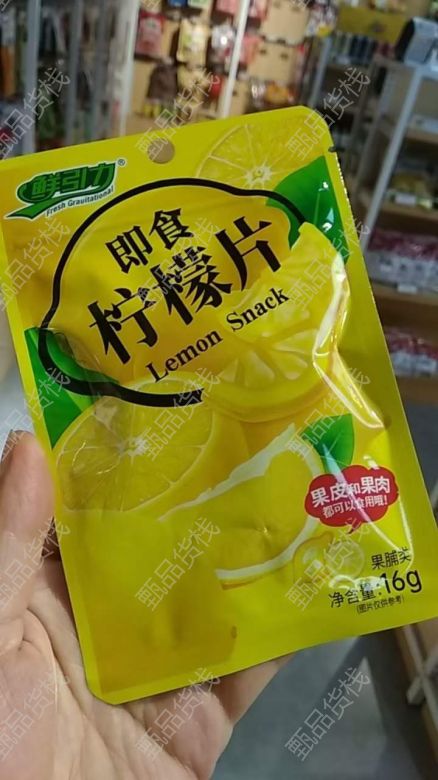 鲜引力®
Fresh Gravitational
即食
柠檬片
Lemon Snack
果皮和果肉
都可以食用哦!
果脯类
净含量:16g
(图片仅供参考)
甄品货栈